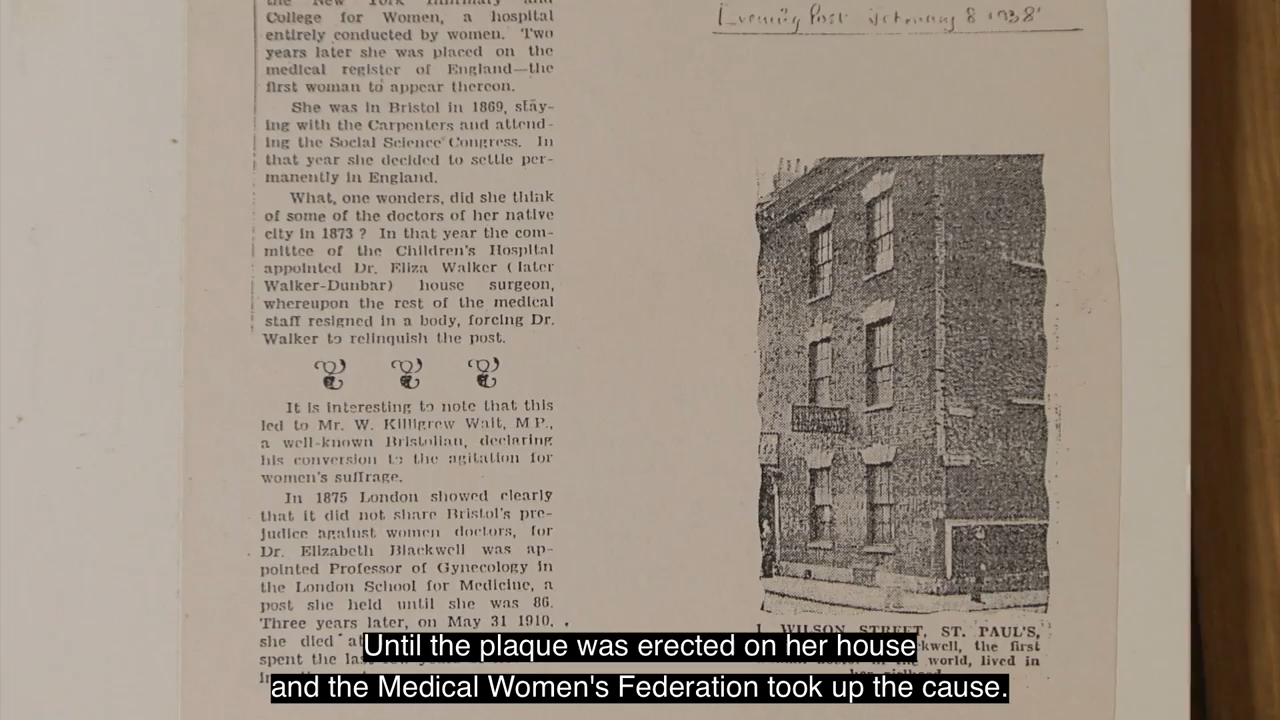 the New York Infirmary and
College for Women, a hospital
entirely conducted by women. Two
years later she was placed on the
medical register of England—the
first woman to appear thereon.
She was in Bristol in 1869, stay-
ing with the Carpenters and attend-
ing the Social Science Congress. In
that year she decided to settle per-
manently in England.
What, one wonders, did she think
of some of the doctors of her native
city in 1873? In that year the com-
mittee of the Children's Hospital
appointed Dr. Eliza Walker (later
Walker-Dunbar) house surgeon,
whereupon the rest of the medical
staff resigned in a body, forcing Dr.
Walker to relinquish the post.
It is interesting to note that this
led to Mr. W. Killigrew Wait, M P.,
a well-known Bristolian, declaring
his conversion to the agitation for
women's suffrage.
In 1875 London showed clearly
that it did not share Bristol's pre-
judice against women doctors, for
Dr. Elizabeth Blackwell was ap-
pointed Professor of Gynecology in
the London School for Medicine, a
post she held until she was 86.
Three years later, on May 31 1910,
she died at
spent the
Evening Post February 8 1938
1, WILSON STREET, ST. PAUL'S,
the first
world, lived in
Until the plaque was erected on her house
and the Medical Women's Federation took up the cause.